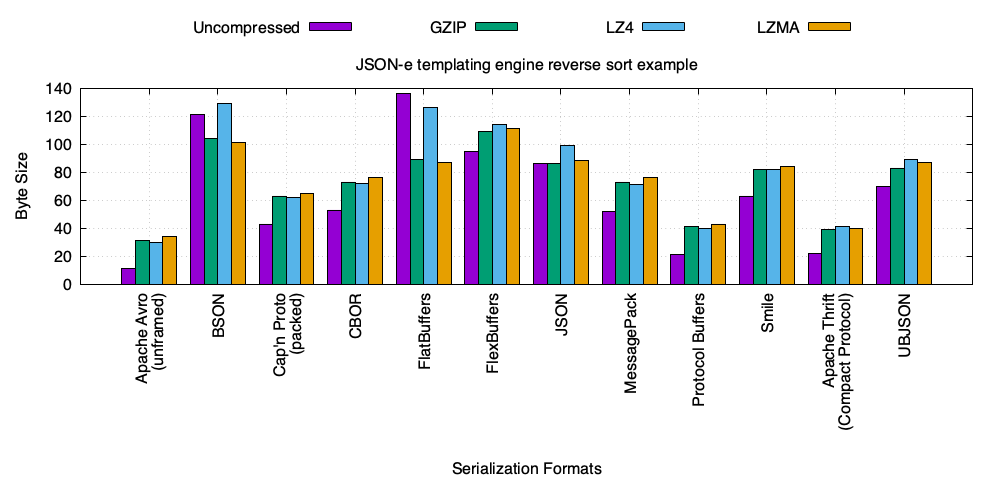 Uncompressed GZIP LZ4 LZMA
JSON-e templating engine reverse sort example
140
120
100
80
60
40
20
0
Byte Size
Apache Avro
(unframed)
BSON
Cap'n Proto
(packed)
CBOR
FlatBuffers
FlexBuffers
JSON
MessagePack
Protocol Buffers
Smile
Apache Thrift
(Compact Protocol)
UBJSON
Serialization Formats